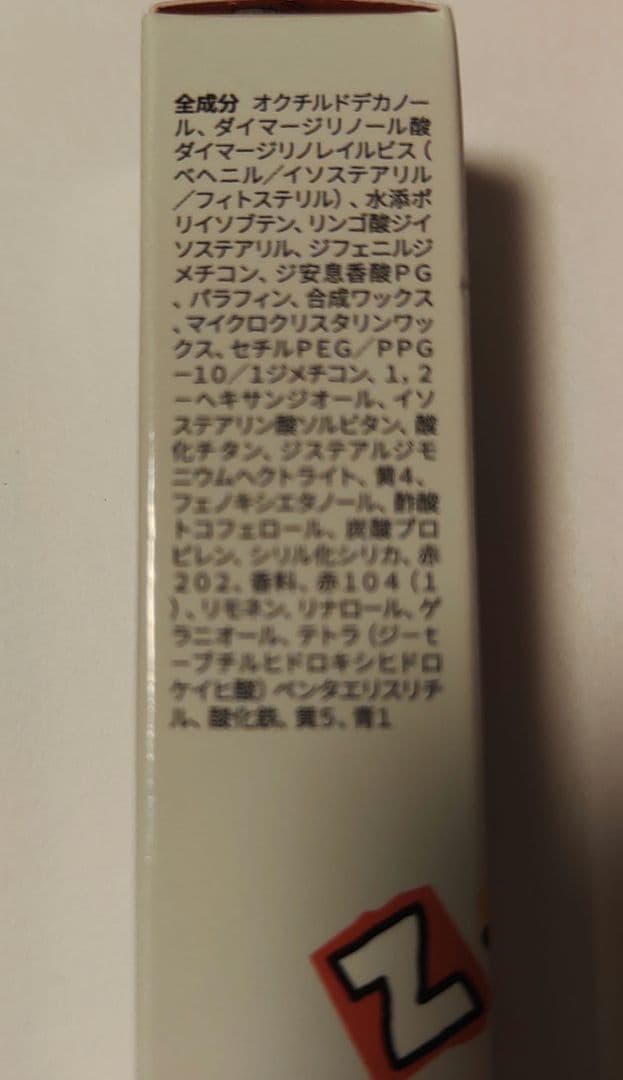 全成分 オクチルドデカノー
ル、ダイマージリノール酸
ダイマージリノレイルビス（
ベヘニル／イソステアリル
／フィトステリル）、水添ポ
リイソブテン、リンゴ酸ジイ
ソステアリル、ジフェニルジ
メチコン、ジ安息香酸ＰＧ
、パラフィン、合成ワックス
、マイクロクリスタリンワッ
クス、セチルＰＥＧ／ＰＰＧ
－１０／１ジメチコン、１，２
－ヘキサンジオール、イソ
ステアリン酸ソルビタン、酸
化チタン、ジステアルジモ
ニウムヘクトライト、黄４、
フェノキシエタノール、酢酸
トコフェロール、炭酸プロ
ピレン、シリル化シリカ、赤
２０２、香料、赤１０４（１
）、リモネン、リナロール、ゲ
ラニオール、テトラ（ジーｔ
ーブチルヒドロキシヒドロ
ケイヒ酸）ペンタエリスリチ
ル、酸化鉄、黄５、青１
Z